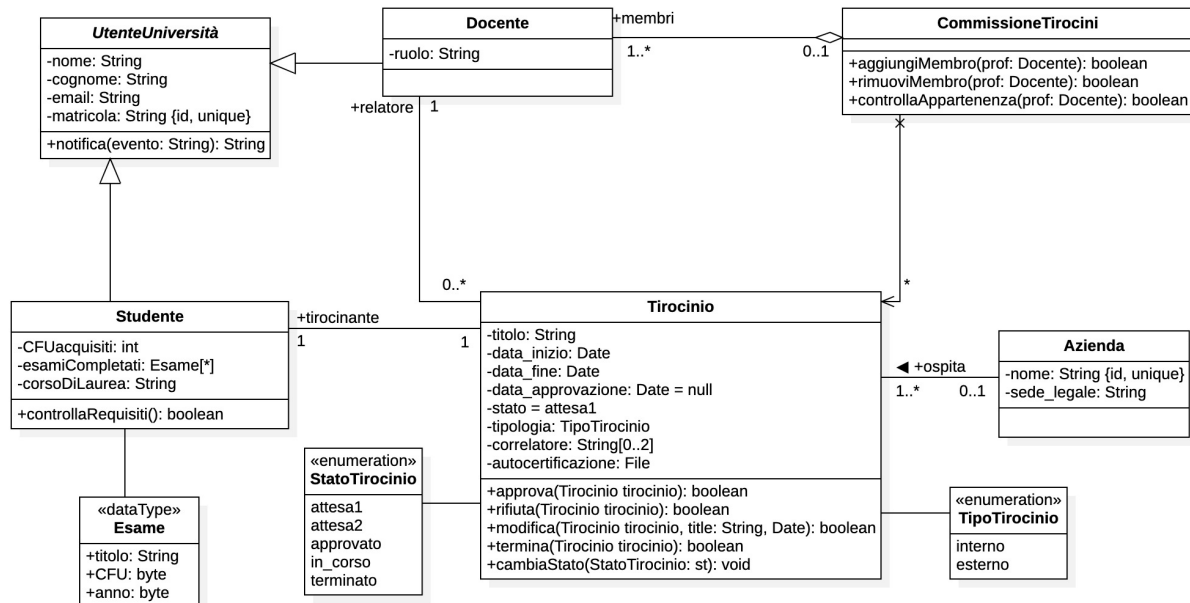 UtenteUniversità
-nome: String
-cognome: String
-email: String
-matricola: String {id, unique}
+notifica(evento: String): String
Docente
-ruolo: String
+membri
1..*
0..1
CommissioneTirocini
+aggiungiMembro(prof: Docente): boolean
+rimuoviMembro(prof: Docente): boolean
+controllaAppartenenza(prof: Docente): boolean
+relatore
1
0..*
*
Studente
-CFUacquisiti: int
-esamiCompletati: Esame[*]
-corsoDiLaurea: String
+controllaRequisiti(): boolean
+tirocinante
1
1
Tirocinio
-titolo: String
-data_inizio: Date
-data_fine: Date
-data_approvazione: Date = null
-stato = attesa1
-tipologia: TipoTirocinio
-correlatore: String[0..2]
-autocertificazione: File
+approva(Tirocinio tirocinio): boolean
+rifiuta(Tirocinio tirocinio): boolean
+modifica(Tirocinio tirocinio, title: String, Date): boolean
+termina(Tirocinio tirocinio): boolean
+cambiaStato(StatoTirocinio: st): void
◀ +ospita
1..*
0..1
Azienda
-nome: String {id, unique}
-sede_legale: String
«enumeration»
StatoTirocinio
attesa1
attesa2
approvato
in_corso
terminato
«enumeration»
TipoTirocinio
interno
esterno
«dataType»
Esame
+titolo: String
+CFU: byte
+anno: byte